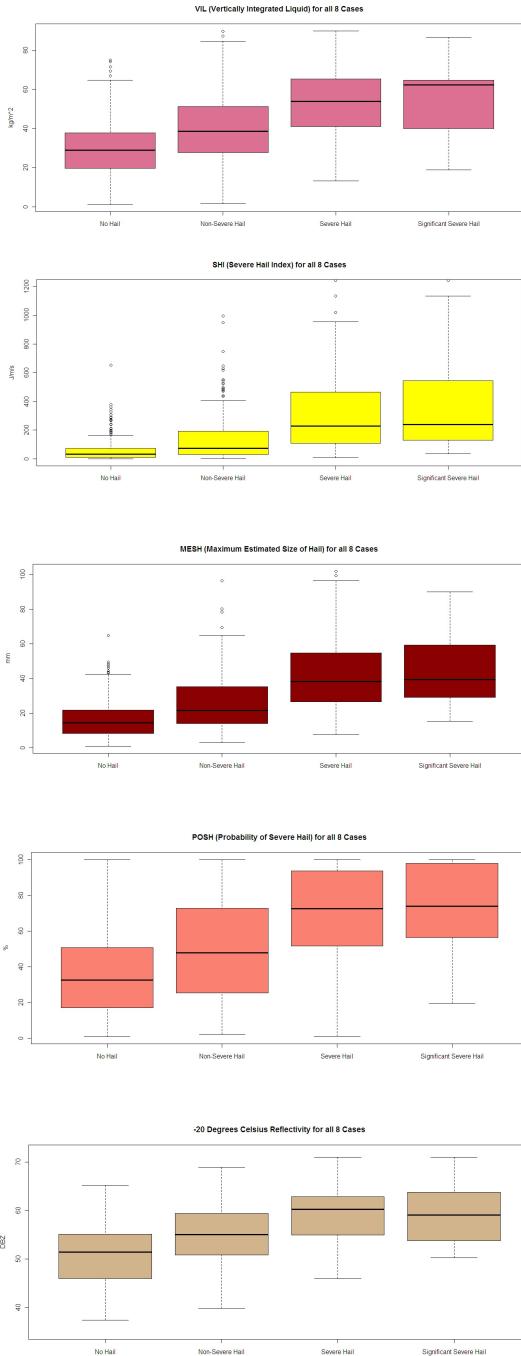 VIL (Vertically Integrated Liquid) for all 8 Cases
80
60
40
20
0
kg/m^2
No Hail Non-Severe Hail Severe Hail Significant Severe Hail
SHI (Severe Hail Index) for all 8 Cases
1200
1000
800
600
400
200
0
J/m/s
No Hail Non-Severe Hail Severe Hail Significant Severe Hail
MESH (Maximum Estimated Size of Hail) for all 8 Cases
100
80
60
40
20
0
mm
No Hail Non-Severe Hail Severe Hail Significant Severe Hail
POSH (Probability of Severe Hail) for all 8 Cases
100
80
60
40
20
0
%
No Hail Non-Severe Hail Severe Hail Significant Severe Hail
-20 Degrees Celsius Reflectivity for all 8 Cases
70
60
50
40
DBZ
No Hail Non-Severe Hail Severe Hail Significant Severe Hail